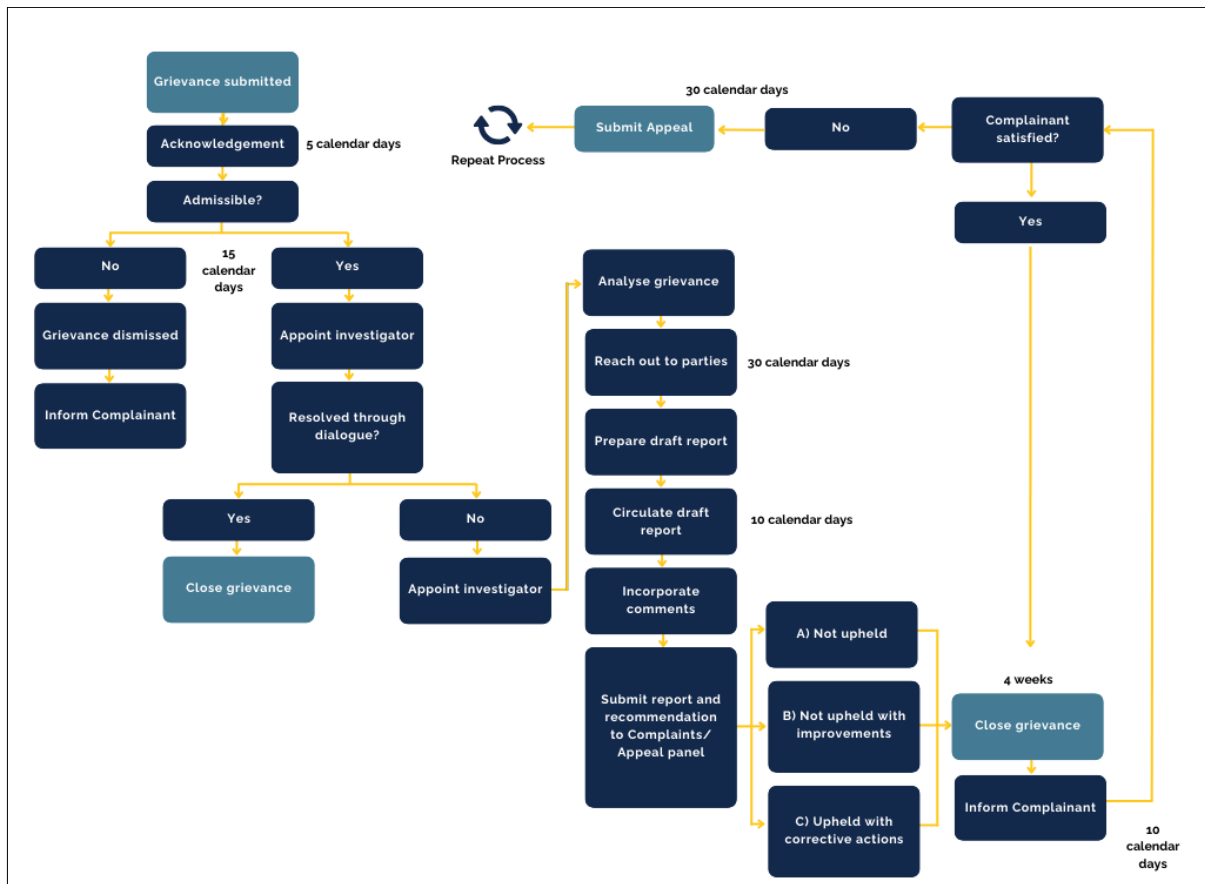 Grievance submitted
Acknowledgement
5 calendar days
Admissible?
No
15
calendar
days
Yes
Grievance dismissed
Appoint investigator
Inform Complainant
Resolved through
dialogue?
Yes
No
Close grievance
Appoint investigator
Analyse grievance
Reach out to parties
30 calendar days
Prepare draft report
Circulate draft
report
10 calendar days
Incorporate
comments
Submit report and
recommendation
to Complaints/
Appeal panel
A) Not upheld
B) Not upheld with
improvements
C) Upheld with
corrective actions
4 weeks
Close grievance
Inform Complainant
10
calendar
days
Complainant
satisfied?
Yes
No
30 calendar days
Submit Appeal
Repeat Process